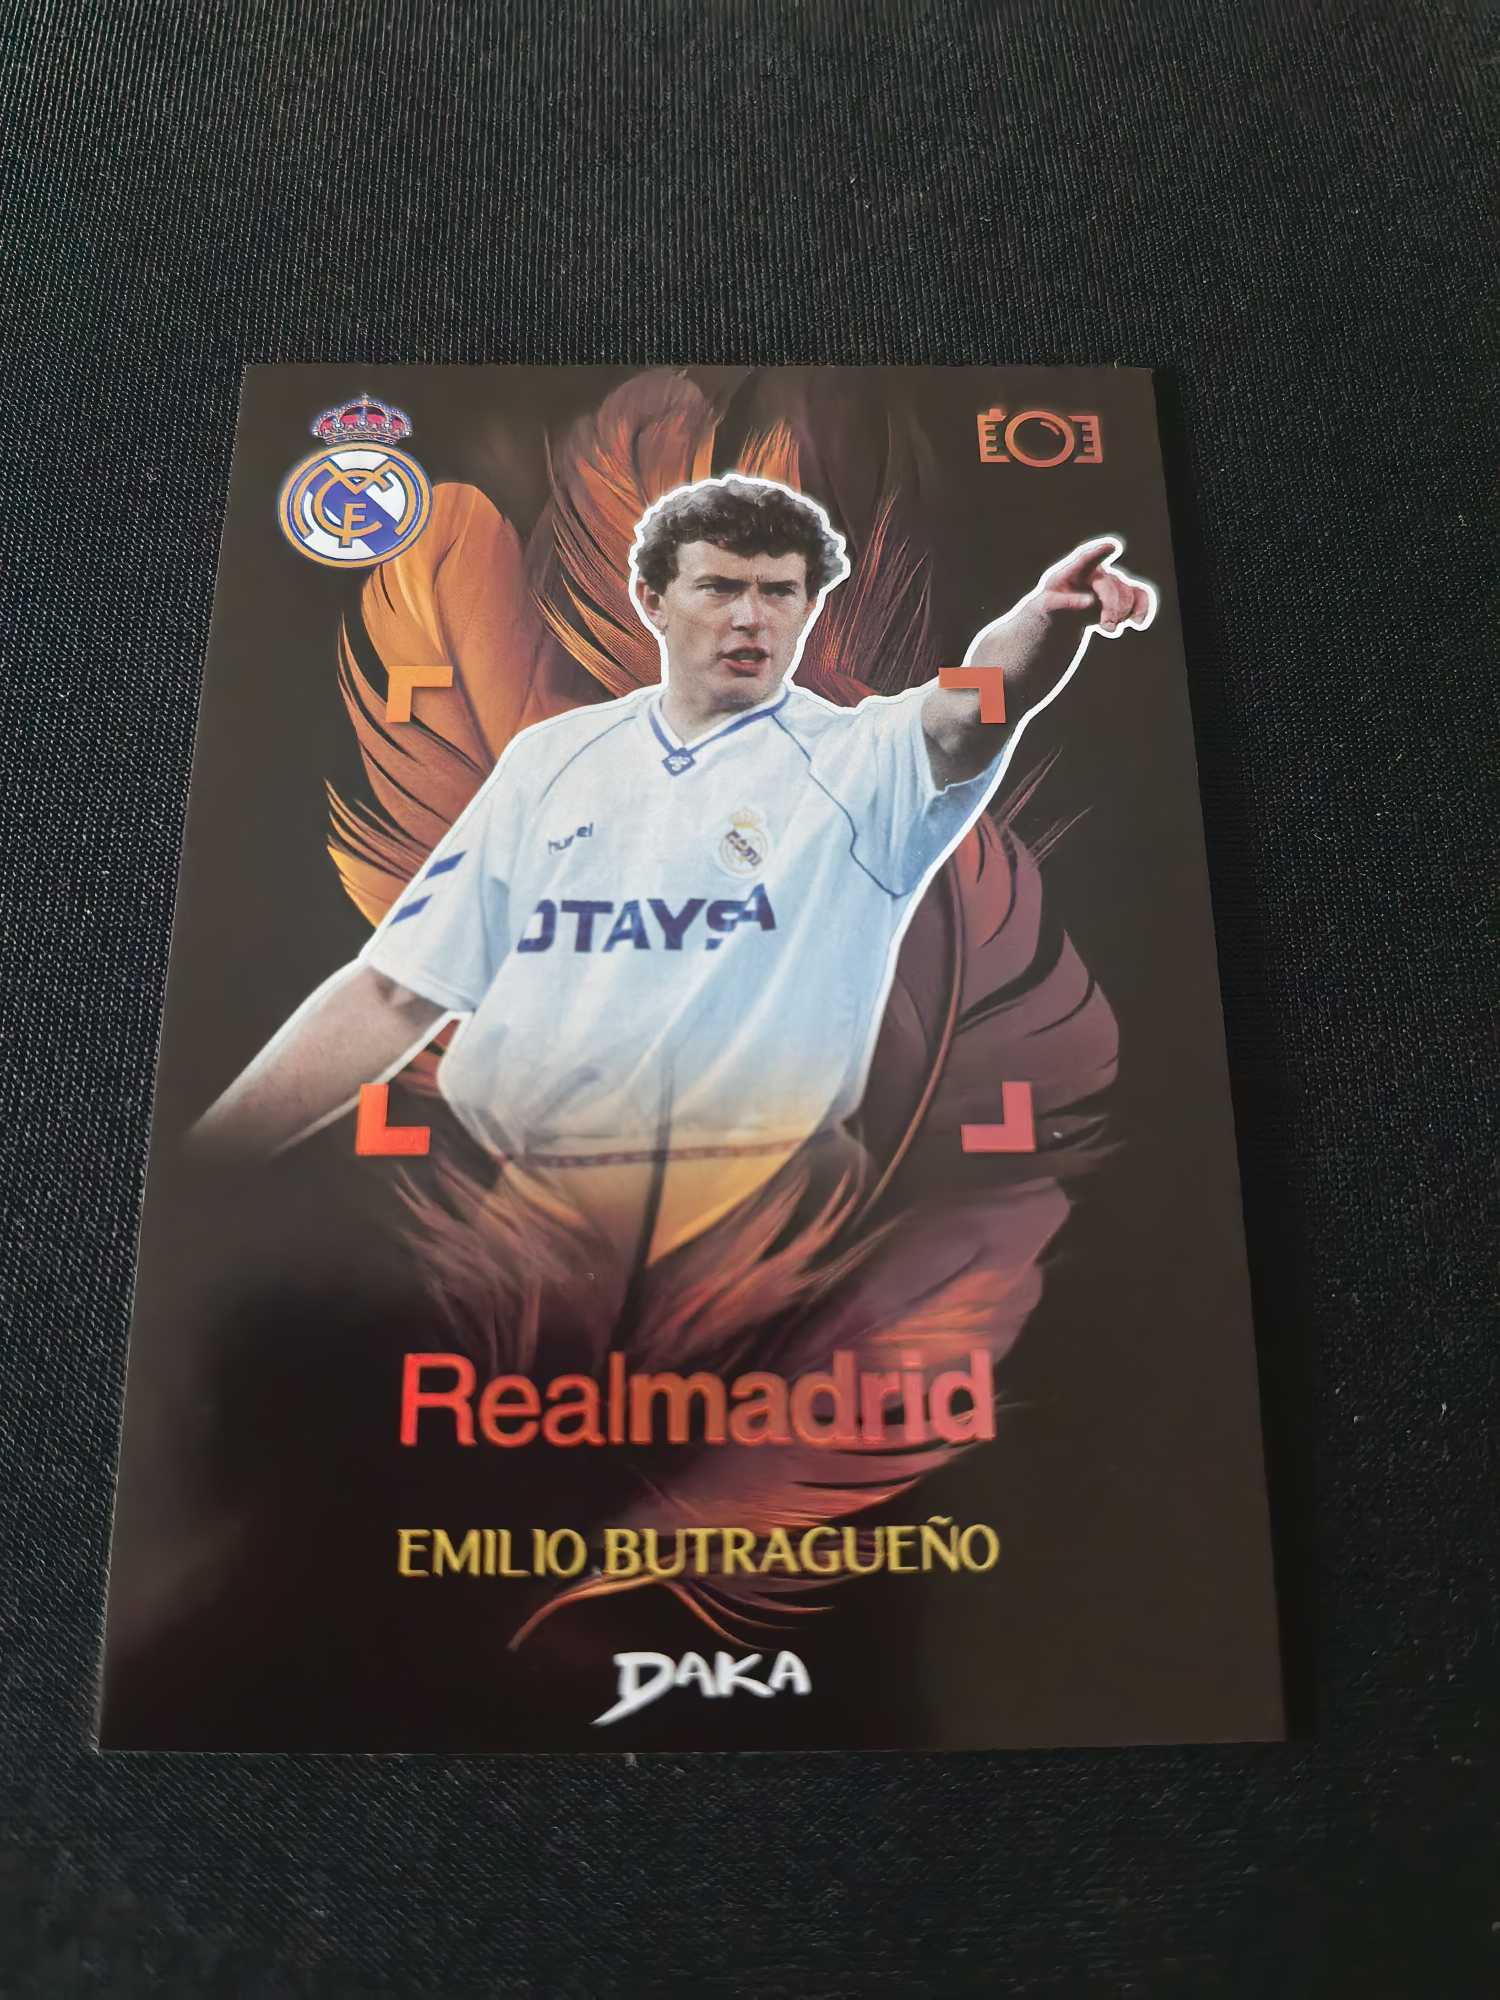 hummel
OTAYSA
Realmadrid
EMILIO BUTRAGUEÑO
DAKA